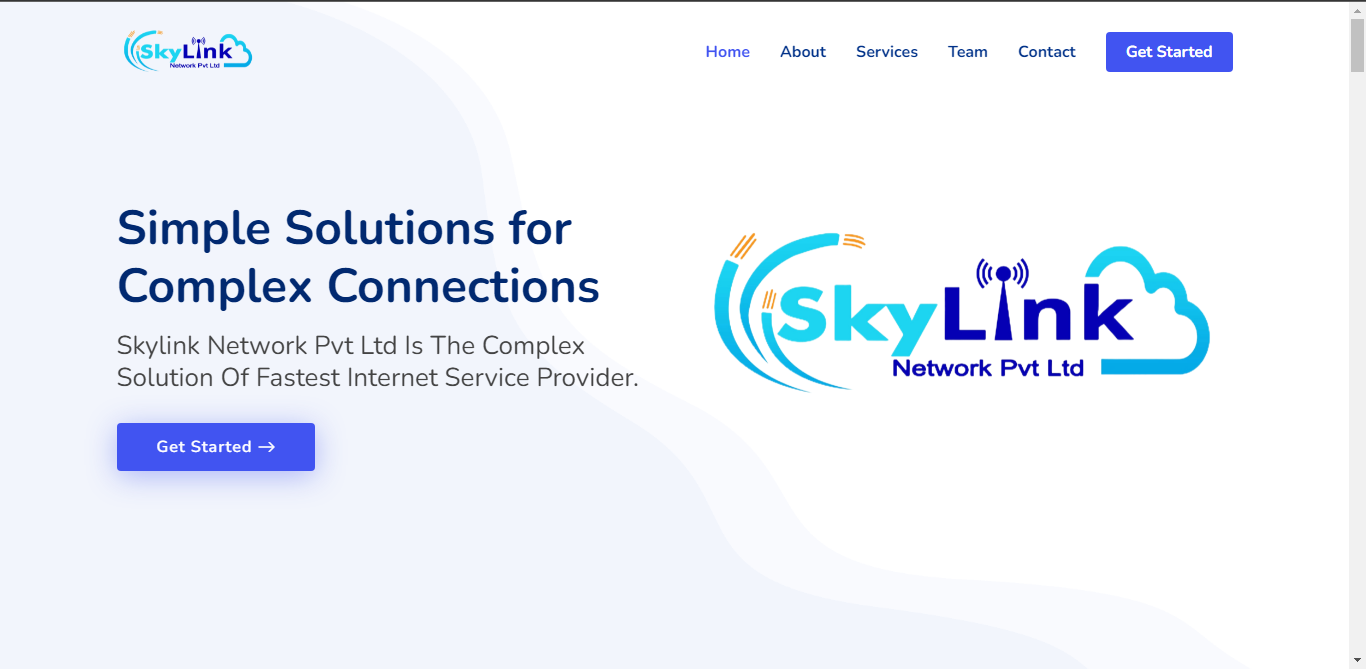 SkyLink
Network Pvt Ltd
Home About Services Team Contact Get Started
Simple Solutions for
Complex Connections
Skylink Network Pvt Ltd Is The Complex
Solution Of Fastest Internet Service Provider.
Get Started →
SkyLink
Network Pvt Ltd